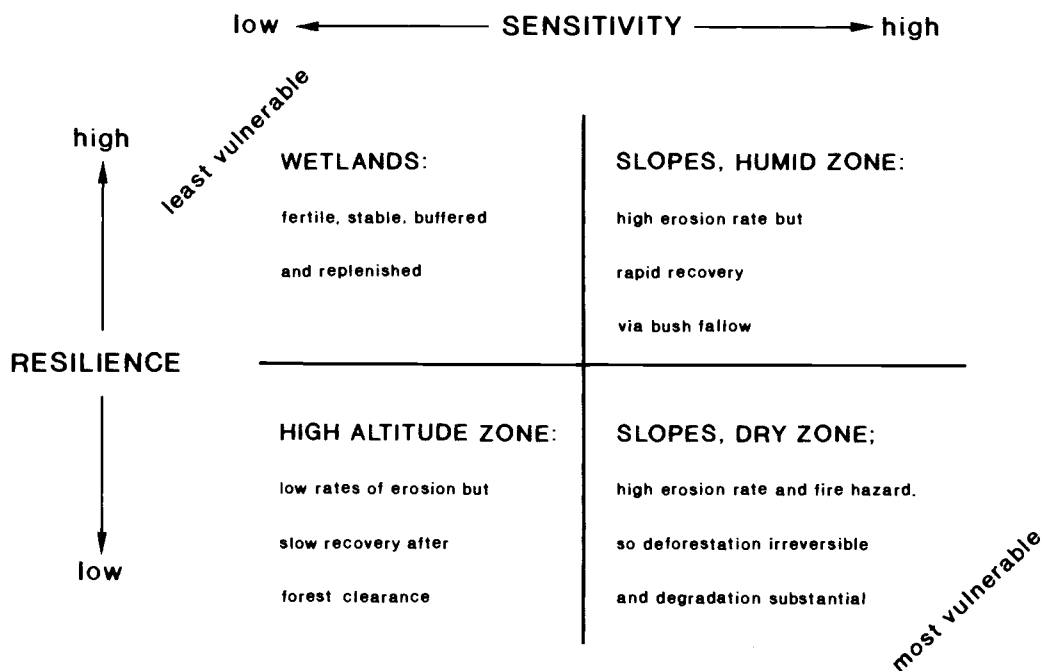 low SENSITIVITY high
least vulnerable
high
RESILIENCE
low
WETLANDS:
fertile, stable, buffered
and replenished
SLOPES, HUMID ZONE:
high erosion rate but
rapid recovery
via bush fallow
HIGH ALTITUDE ZONE:
low rates of erosion but
slow recovery after
forest clearance
SLOPES, DRY ZONE;
high erosion rate and fire hazard.
so deforestation irreversible
and degradation substantial
most vulnerable